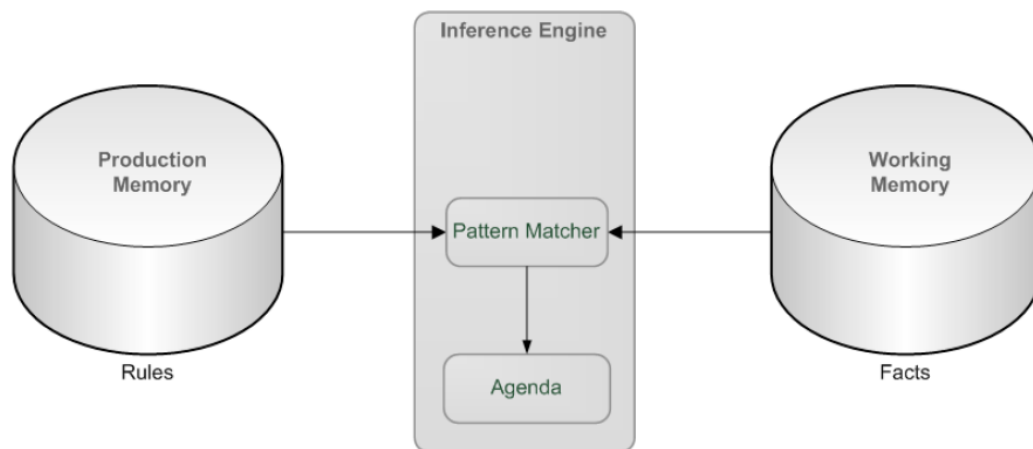 Inference Engine
Production
Memory
Working
Memory
Pattern Matcher
Agenda
Rules
Facts